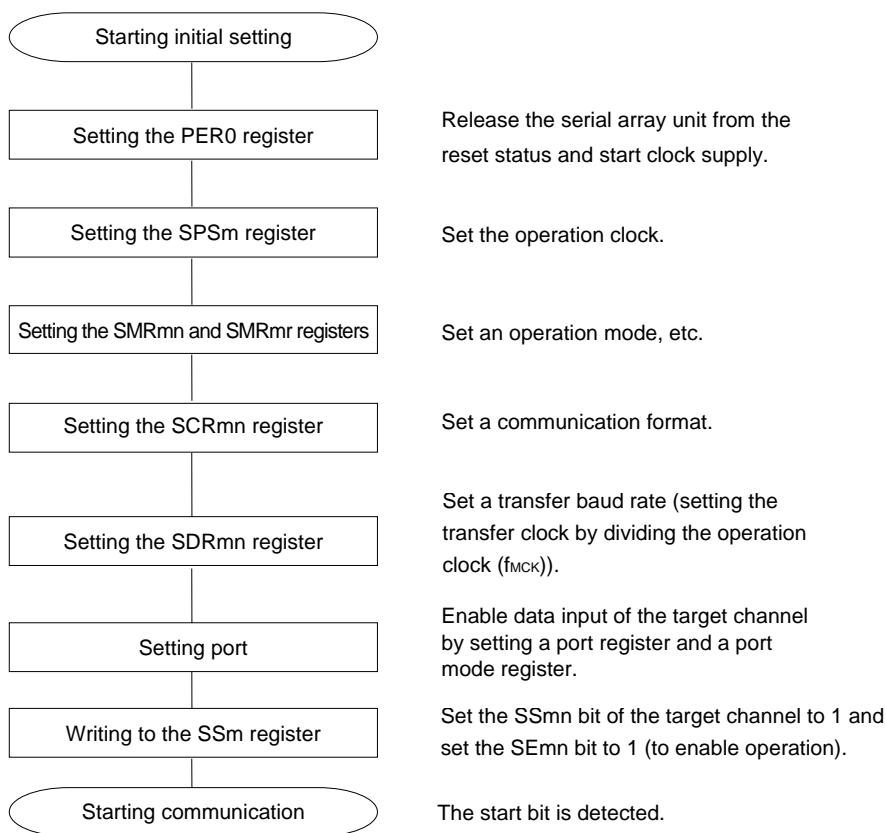 Starting initial setting
Setting the PER0 register
Release the serial array unit from the
reset status and start clock supply.
Setting the SPSm register
Set the operation clock.
Setting the SMRmn and SMRmr registers
Set an operation mode, etc.
Setting the SCRmn register
Set a communication format.
Setting the SDRmn register
Set a transfer baud rate (setting the
transfer clock by dividing the operation
clock (fMCK)).
Setting port
Enable data input of the target channel
by setting a port register and a port
mode register.
Writing to the SSm register
Set the SSmn bit of the target channel to 1 and
set the SEmn bit to 1 (to enable operation).
Starting communication
The start bit is detected.